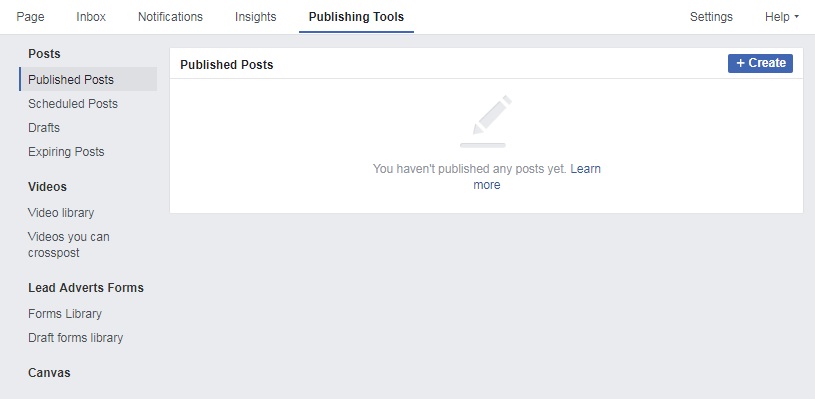 Page Inbox Notifications Insights Publishing Tools Settings Help
Posts
Published Posts
Scheduled Posts
Drafts
Expiring Posts
Videos
Video library
Videos you can
crosspost
Lead Adverts Forms
Forms Library
Draft forms library
Canvas
Published Posts + Create
You haven't published any posts yet. Learn
more